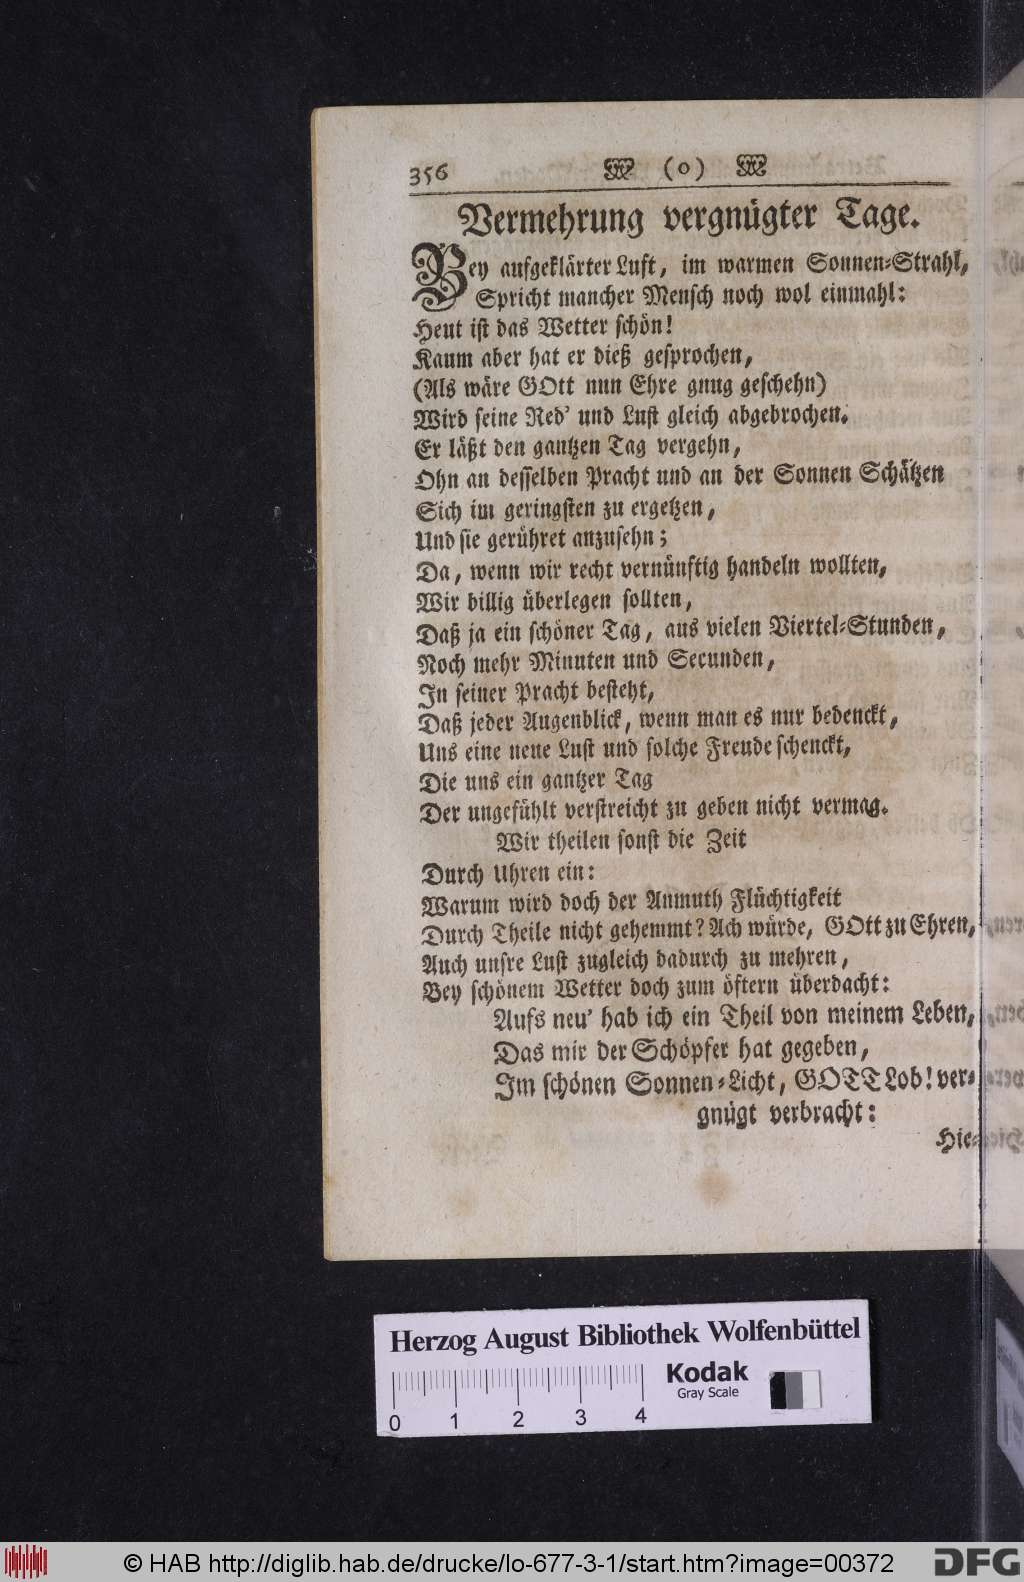 356 (o)
Vermehrung vergnügter Tage.
Bey aufgeklärter Luft, im warmen Sonnen-Strahl,
Spricht mancher Mensch noch wol einmahl:
Heut ist das Wetter schön!
Kaum aber hat er dieß gesprochen,
(Als wäre GOtt nun Ehre gnug geschehn)
Wird seine Red' und Lust gleich abgebrochen.
Er läßt den gantzen Tag vergehn,
Ohn an desselben Pracht und an der Sonnen Schätzen
Sich im geringsten zu ergetzen,
Und sie gerühret anzusehn;
Da, wenn wir recht vernünftig handeln wollten,
Wir billig überlegen sollten,
Daß ja ein schöner Tag, aus vielen Viertel-Stunden,
Noch mehr Minuten und Secunden,
In seiner Pracht besteht,
Daß jeder Augenblick, wenn man es nur bedenckt,
Uns eine neue Lust und solche Freude schenckt,
Die uns ein gantzer Tag
Der ungefühlt verstreicht zu geben nicht vermag.
Wir theilen sonst die Zeit
Durch Uhren ein:
Warum wird doch der Anmuth Flüchtigkeit
Durch Theile nicht gehemmt? Ach würde, GOtt zu Ehren,
Auch unsre Lust zugleich dadurch zu mehren,
Bey schönem Wetter doch zum öftern überdacht:
Aufs neu' hab ich ein Theil von meinem Leben,
Das mir der Schöpfer hat gegeben,
Im schönen Sonnen-Licht, GOTT Lob! ver-
gnügt verbracht:
Hie-
Herzog August Bibliothek Wolfenbüttel
Kodak
Gray Scale
0 1 2 3 4
© HAB http://diglib.hab.de/drucke/lo-677-3-1/start.htm?image=00372
DFG